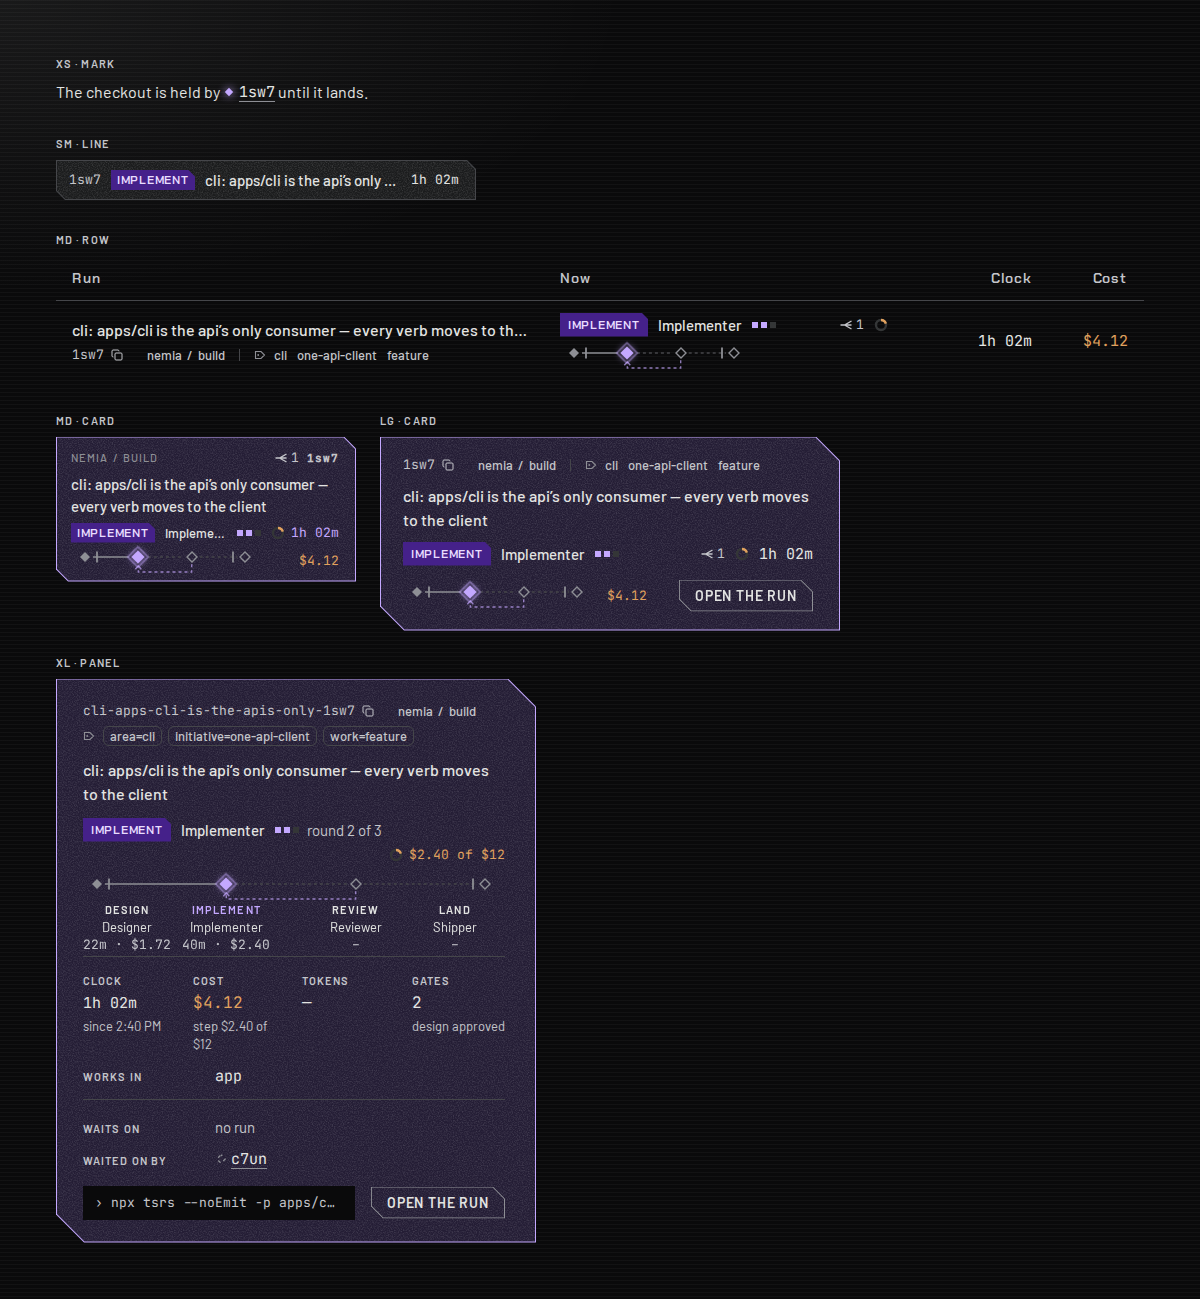 XS · MARK
The checkout is held by 1sw7 until it lands.
SM · LINE
1sw7 IMPLEMENT cli: apps/cli is the api's only ... 1h 02m
MD · ROW
Run Now Clock Cost
cli: apps/cli is the api's only consumer — every verb moves to th...
1sw7 nemia / build cli one-api-client feature
IMPLEMENT Implementer 1
1h 02m $4.12
MD · CARD
NEMIA / BUILD 1 1sw7
cli: apps/cli is the api's only consumer —
every verb moves to the client
IMPLEMENT Impleme... 1h 02m
$4.12
LG · CARD
1sw7 nemia / build cli one-api-client feature
cli: apps/cli is the api's only consumer — every verb moves
to the client
IMPLEMENT Implementer 1 1h 02m
$4.12 OPEN THE RUN
XL · PANEL
cli-apps-cli-is-the-apis-only-1sw7 nemia / build
area=cli initiative=one-api-client work=feature
cli: apps/cli is the api's only consumer — every verb moves
to the client
IMPLEMENT Implementer round 2 of 3
$2.40 of $12
DESIGN IMPLEMENT REVIEW LAND
Designer Implementer Reviewer Shipper
22m · $1.72 40m · $2.40 – –
CLOCK COST TOKENS GATES
1h 02m $4.12 — 2
since 2:40 PM step $2.40 of design approved
$12
WORKS IN app
WAITS ON no run
WAITED ON BY c7un
› npx tsrs --noEmit -p apps/c… OPEN THE RUN